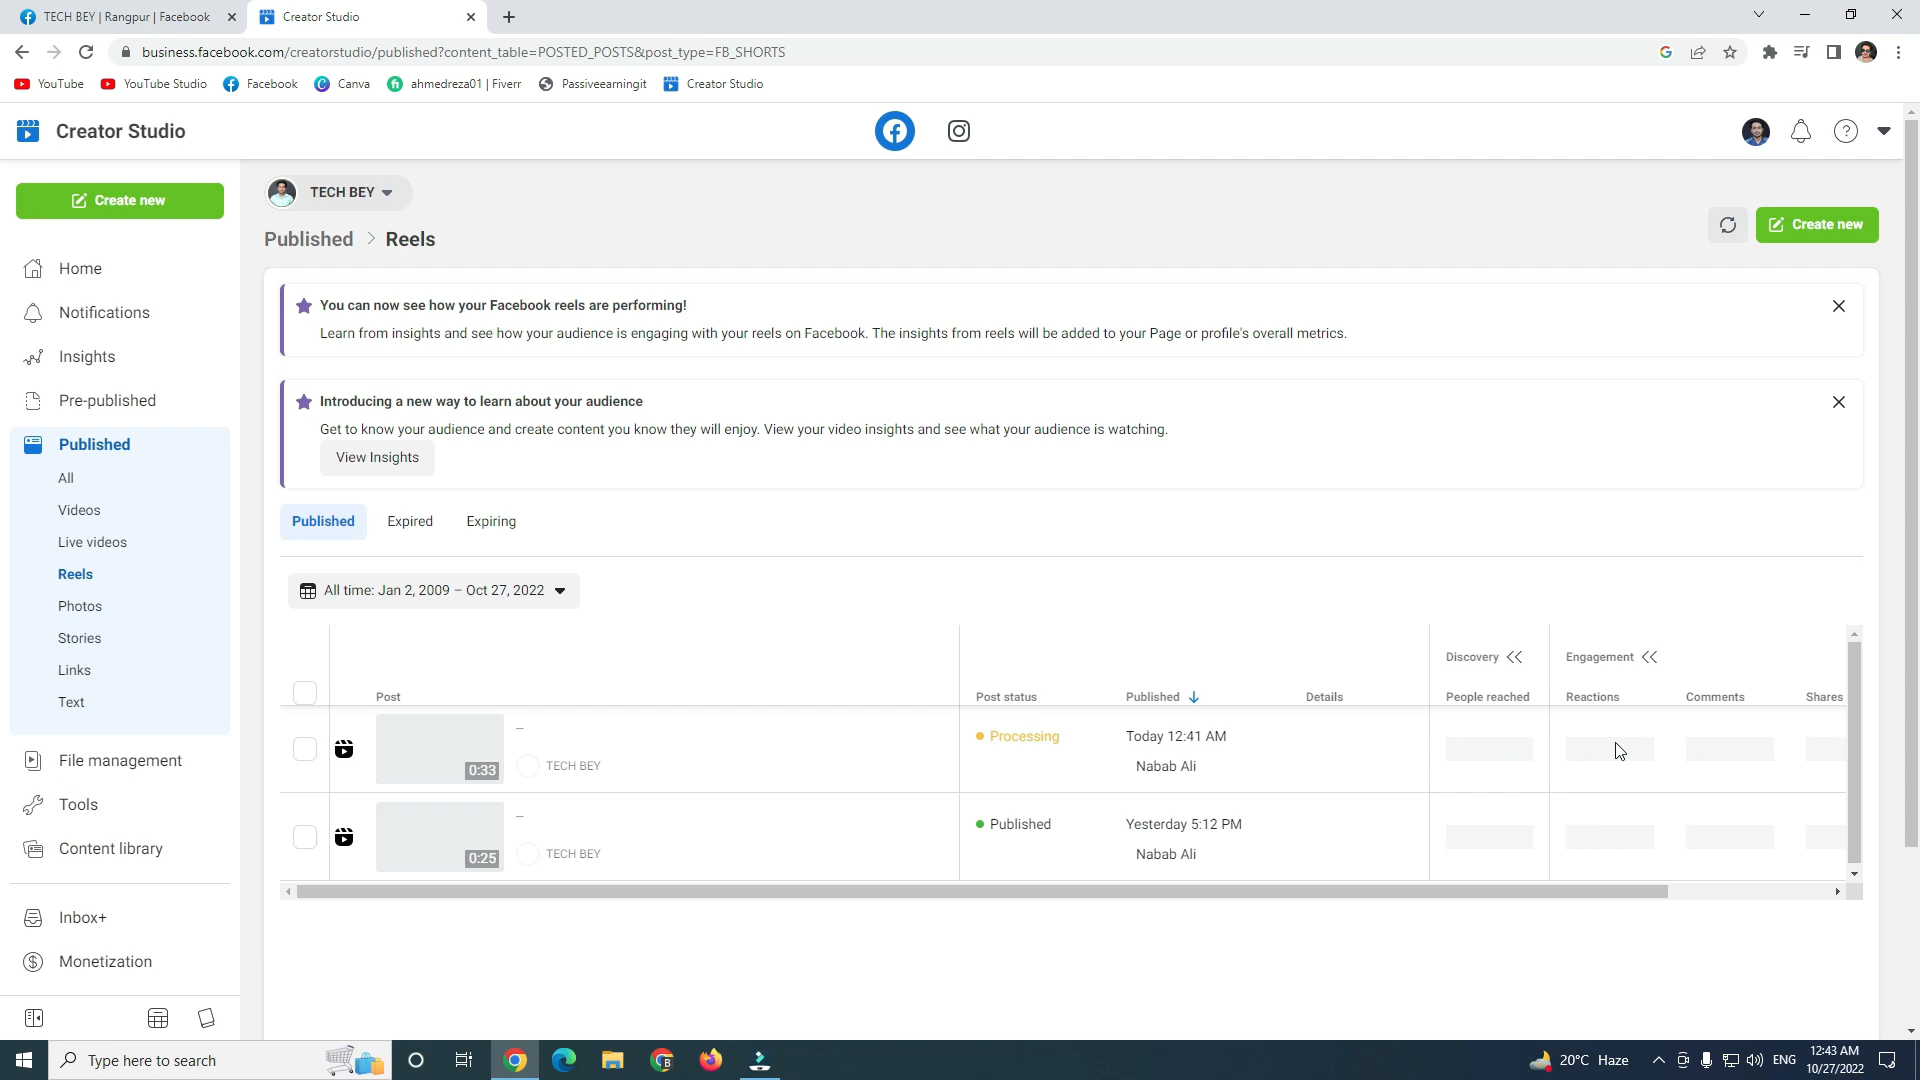 TECH BEY | Rangpur | Facebook
Creator Studio
business.facebook.com/creatorstudio/published?content_table=POSTED_POSTS&post_type=FB_SHORTS
YouTube
YouTube Studio
Facebook
Canva
ahmedreza01 | Fiverr
Passiveearningit
Creator Studio
Creator Studio
Create new
TECH BEY
Published > Reels
Create new
Home
Notifications
Insights
Pre-published
Published
All
Videos
Live videos
Reels
Photos
Stories
Links
Text
File management
Tools
Content library
Inbox+
Monetization
You can now see how your Facebook reels are performing!
Learn from insights and see how your audience is engaging with your reels on Facebook. The insights from reels will be added to your Page or profile's overall metrics.
Introducing a new way to learn about your audience
Get to know your audience and create content you know they will enjoy. View your video insights and see what your audience is watching.
View Insights
Published
Expired
Expiring
All time: Jan 2, 2009 – Oct 27, 2022
Discovery
Engagement
Post
Post status
Published
Details
People reached
Reactions
Comments
Shares
--
Processing
Today 12:41 AM
0:33
TECH BEY
Nabab Ali
--
Published
Yesterday 5:12 PM
0:25
TECH BEY
Nabab Ali
Type here to search
20°C Haze
ENG
12:43 AM
10/27/2022